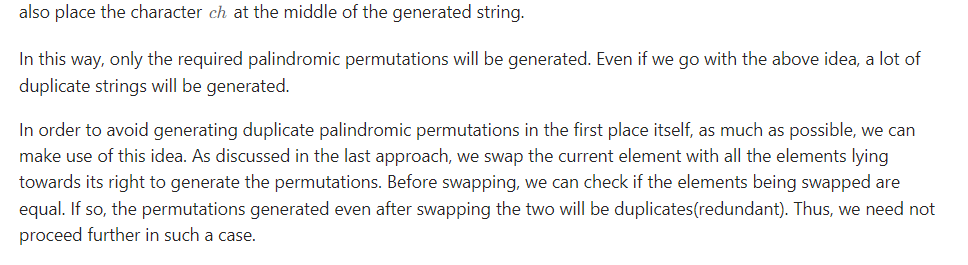 also place the character ch at the middle of the generated string.
In this way, only the required palindromic permutations will be generated. Even if we go with the above idea, a lot of
duplicate strings will be generated.
In order to avoid generating duplicate palindromic permutations in the first place itself, as much as possible, we can
make use of this idea. As discussed in the last approach, we swap the current element with all the elements lying
towards its right to generate the permutations. Before swapping, we can check if the elements being swapped are
equal. If so, the permutations generated even after swapping the two will be duplicates(redundant). Thus, we need not
proceed further in such a case.